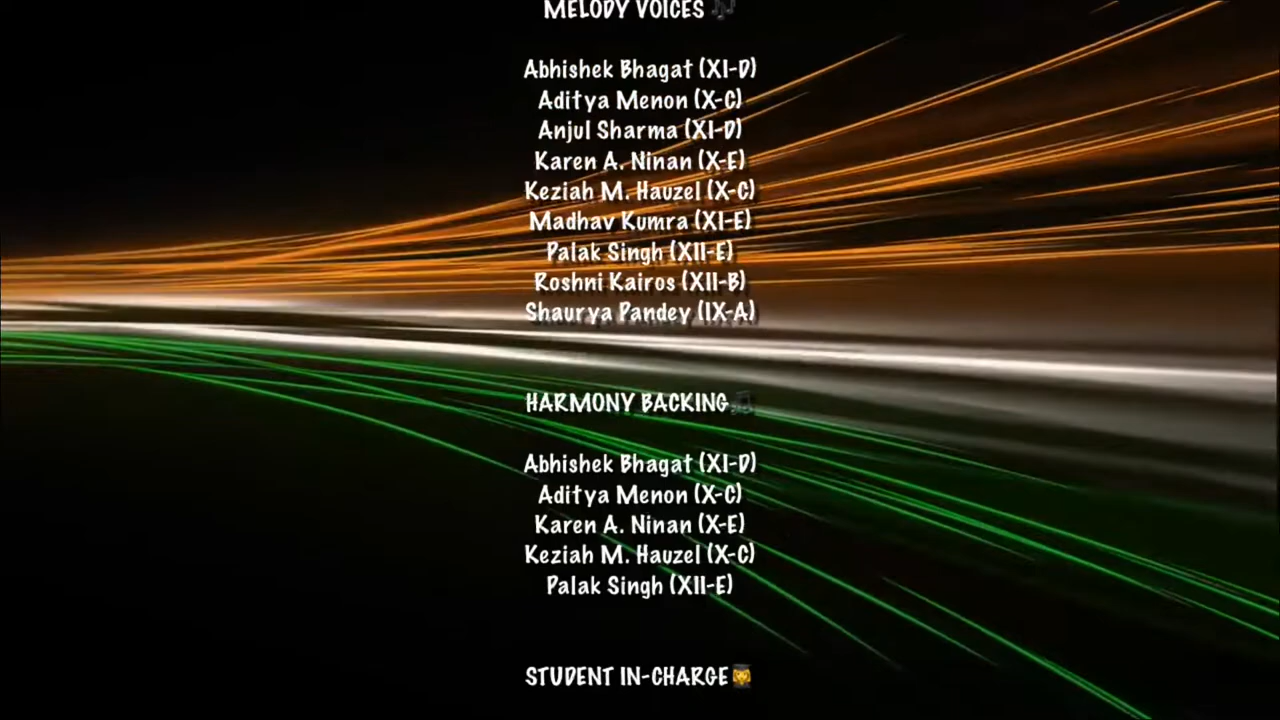 MELODY VOICES 🎶
Abhishek Bhagat (XI-D)
Aditya Menon (X-C)
Anjul Sharma (XI-D)
Karen A. Ninan (X-E)
Keziah M. Hauzel (X-C)
Madhav Kumra (XI-E)
Palak Singh (XII-E)
Roshni Kairos (XII-B)
Shaurya Pandey (IX-A)
HARMONY BACKING🎵
Abhishek Bhagat (XI-D)
Aditya Menon (X-C)
Karen A. Ninan (X-E)
Keziah M. Hauzel (X-C)
Palak Singh (XII-E)
STUDENT IN-CHARGE👩‍🎓